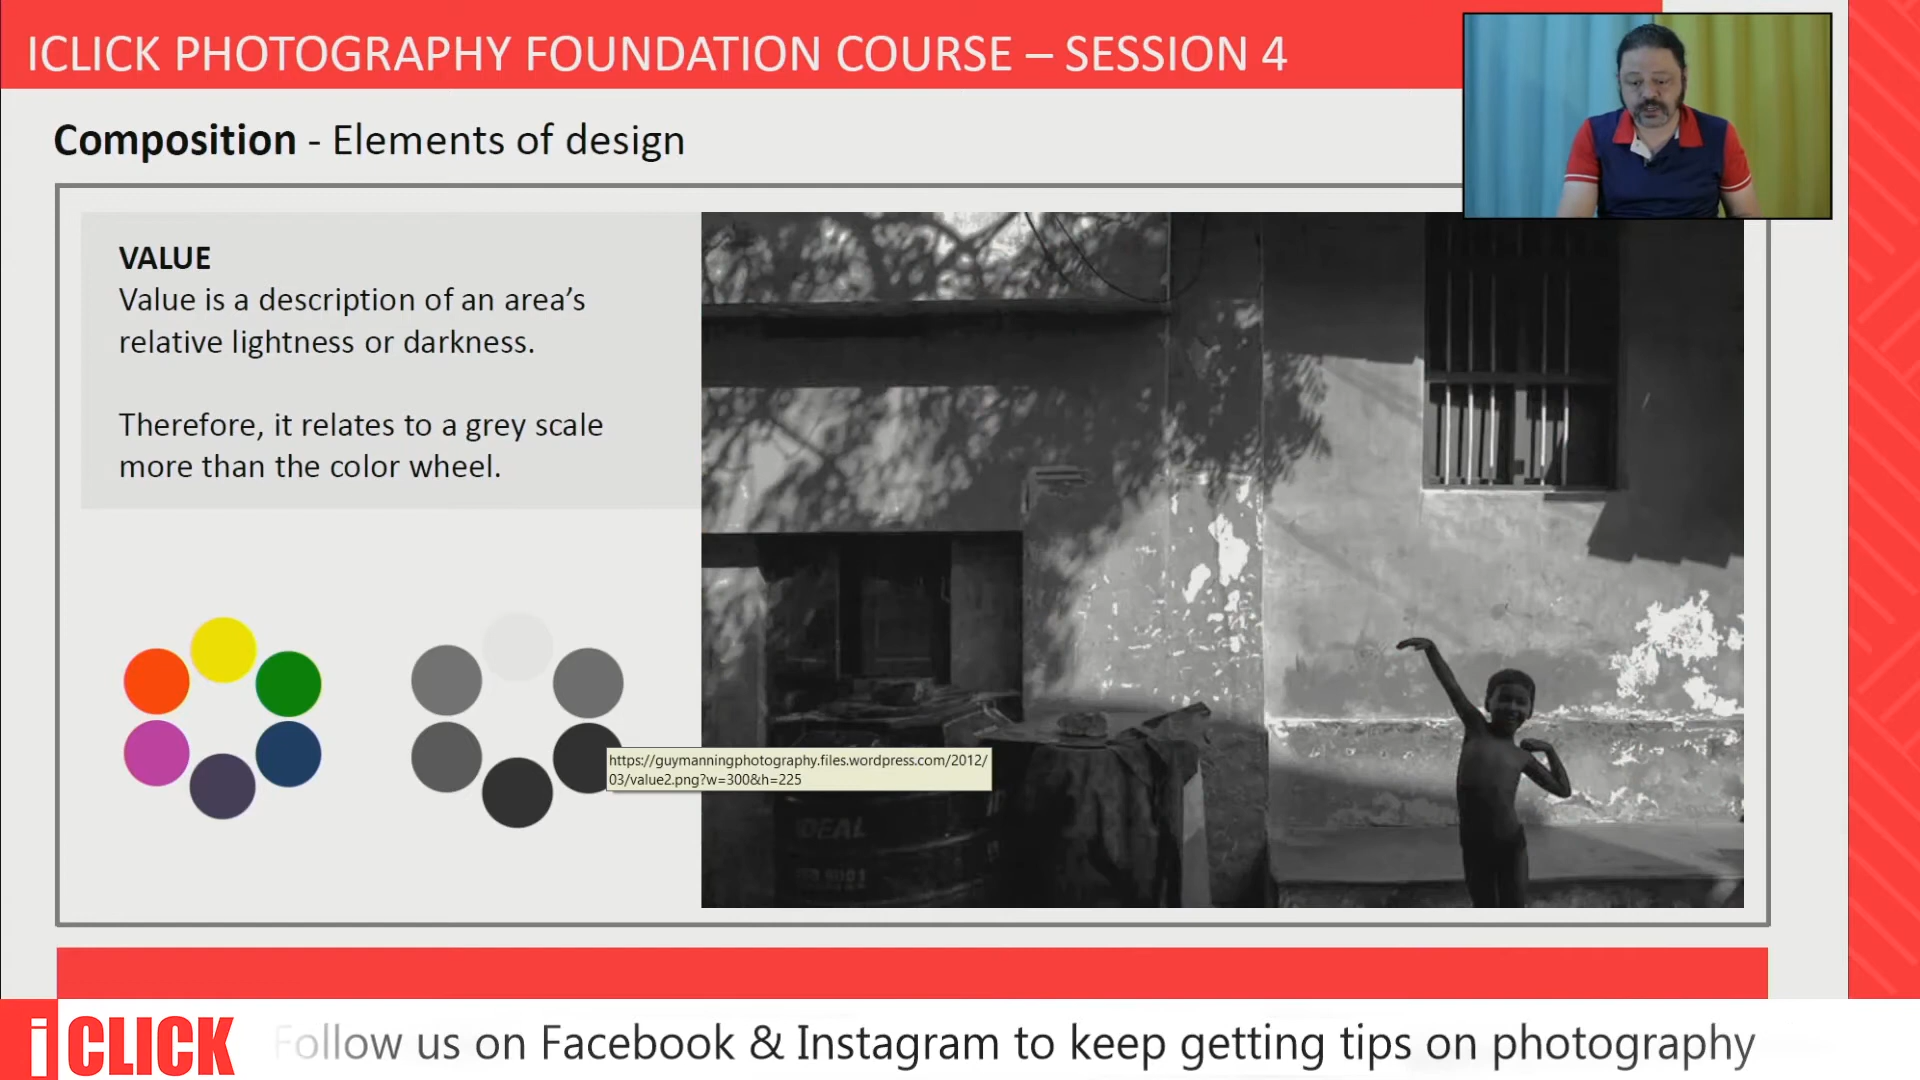 ICLICK PHOTOGRAPHY FOUNDATION COURSE – SESSION 4
Composition - Elements of design
VALUE
Value is a description of an area's
relative lightness or darkness.
Therefore, it relates to a grey scale
more than the color wheel.
https://guymanningphotography.files.wordpress.com/2012/
03/value2.png?w=300&h=225
IDEAL
iCLICK
Follow us on Facebook & Instagram to keep getting tips on photography